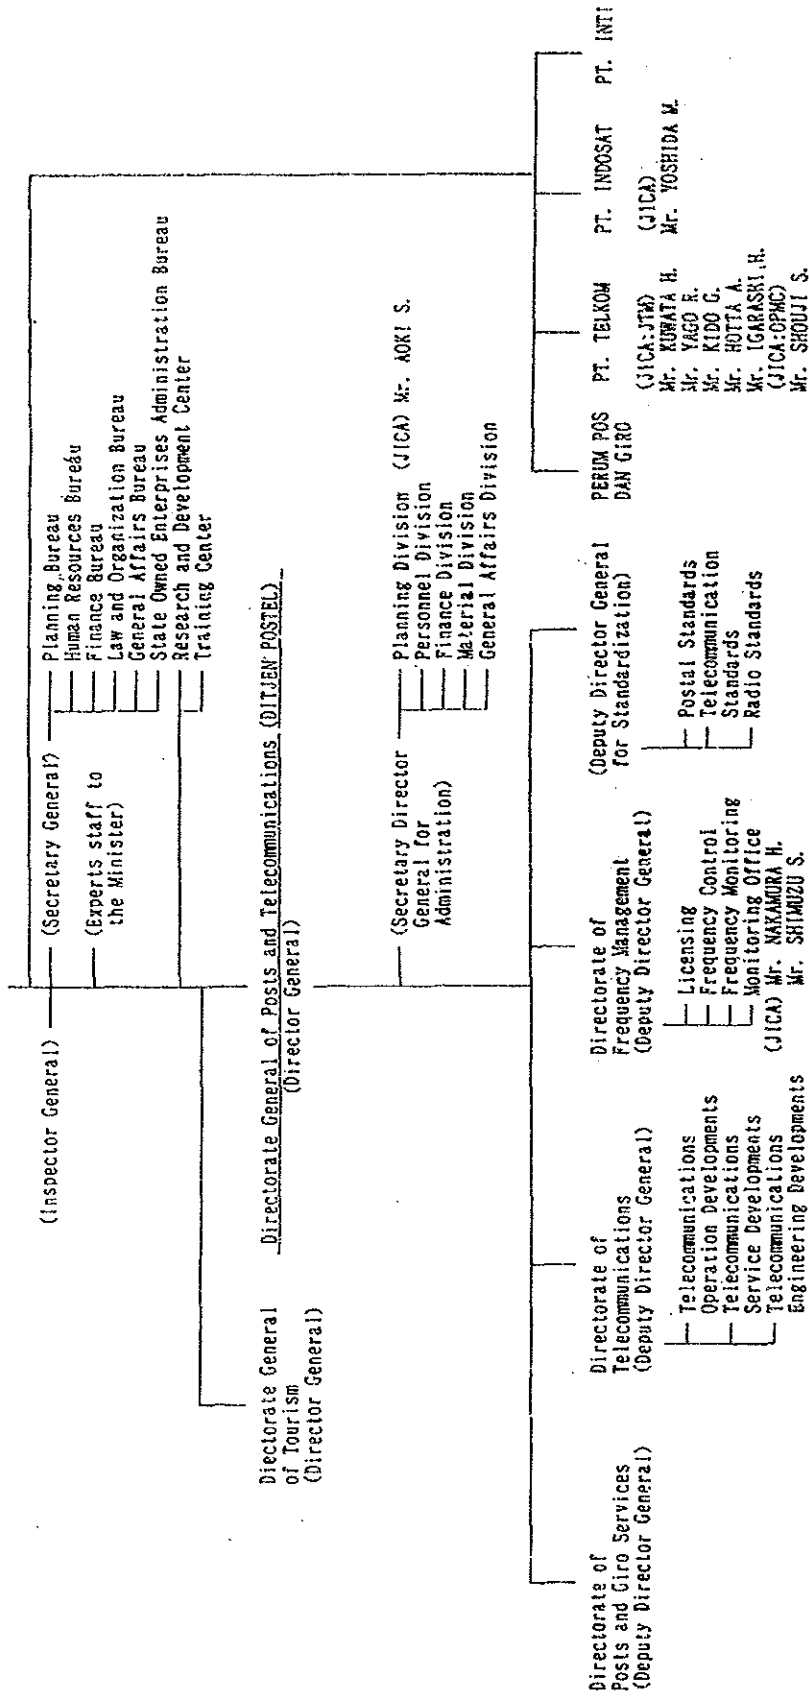 (Inspector General)
(Secretary General)
Planning Bureau
Human Resources Bureau
Finance Bureau
Law and Organization Bureau
General Affairs Bureau
State Owned Enterprises Administration Bureau
Research and Development Center
Training Center
(Experts staff to
the Minister)
Diectorate General
of Tourism
(Director General)
Directorate General of Posts and Telecommunications (DITJEN POSTEL)
(Director General)
(Secretary Director
General for
Administration)
Planning Division (JICA) Mr. AOKI S.
Personnel Division
Finance Division
Material Division
General Affairs Division
Directorate of
Posts and Giro Services
(Deputy Director General)
Directorate of
Telecommunications
(Deputy Director General)
Telecommunications
Operation Developments
Telecommunications
Service Developments
Telecommunications
Engineering Developments
Directorate of
Frequency Management
(Deputy Director General)
Licensing
Frequency Control
Frequency Monitoring
Monitoring Office
(JICA) Mr. NAKAMURA H.
Mr. SHIMUZU S.
(Deputy Director General
for Standardization)
Postal Standards
Telecommunication
Standards
Radio Standards
PERUM POS
DAN GIRO
PT. TELKOM
(JICA:JTM)
Mr. KUWATA H.
Mr. YAGO R.
Mr. KIDO G.
Mr. HOTTA A.
Mr. IGARASKI H.
(JICA:OPMC)
Mr. SHOUJI S.
PT. INDOSAT
(JICA)
Mr. YOSHIDA M.
PT. INTI